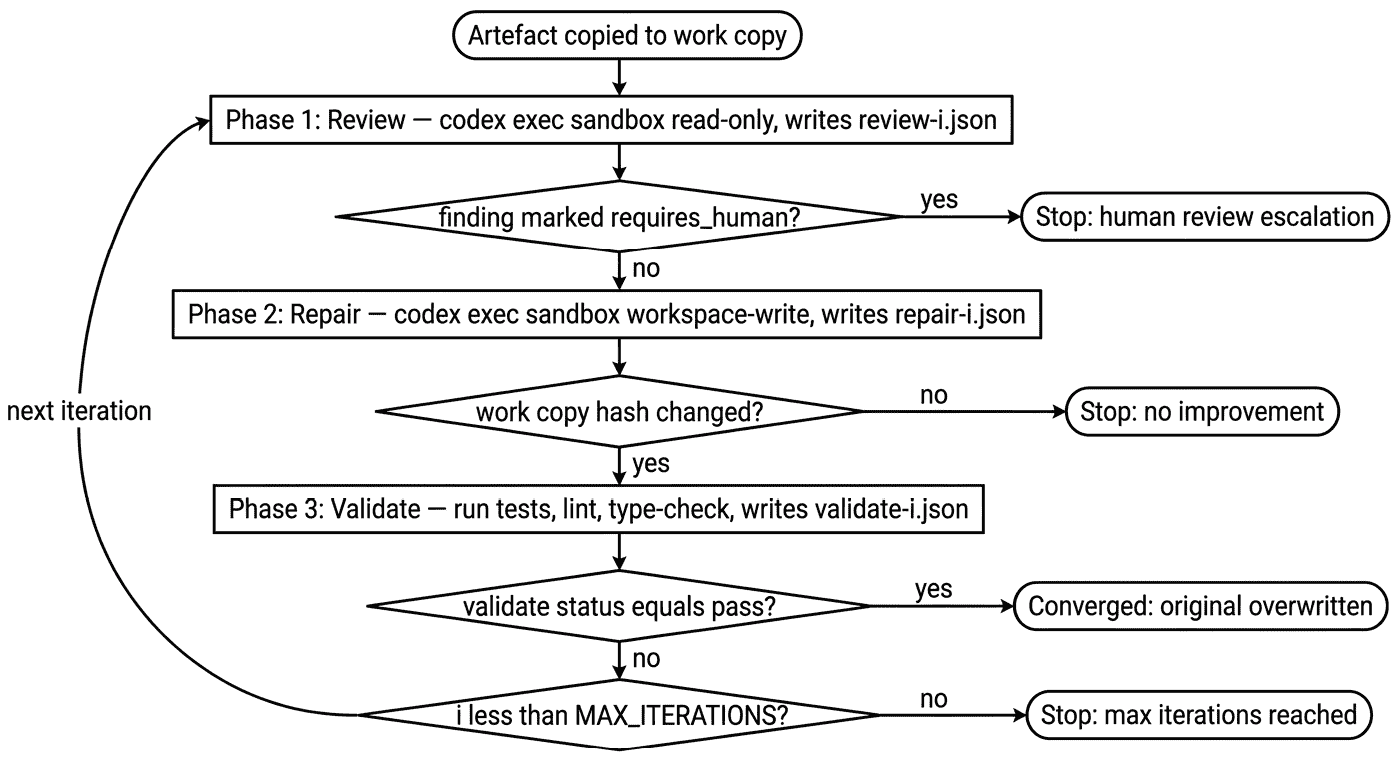 Artefact copied to work copy
Phase 1: Review — codex exec sandbox read-only, writes review-i.json
finding marked requires_human?
yes
Stop: human review escalation
no
Phase 2: Repair — codex exec sandbox workspace-write, writes repair-i.json
work copy hash changed?
no
Stop: no improvement
next iteration
yes
Phase 3: Validate — run tests, lint, type-check, writes validate-i.json
validate status equals pass?
yes
Converged: original overwritten
no
i less than MAX_ITERATIONS?
no
Stop: max iterations reached